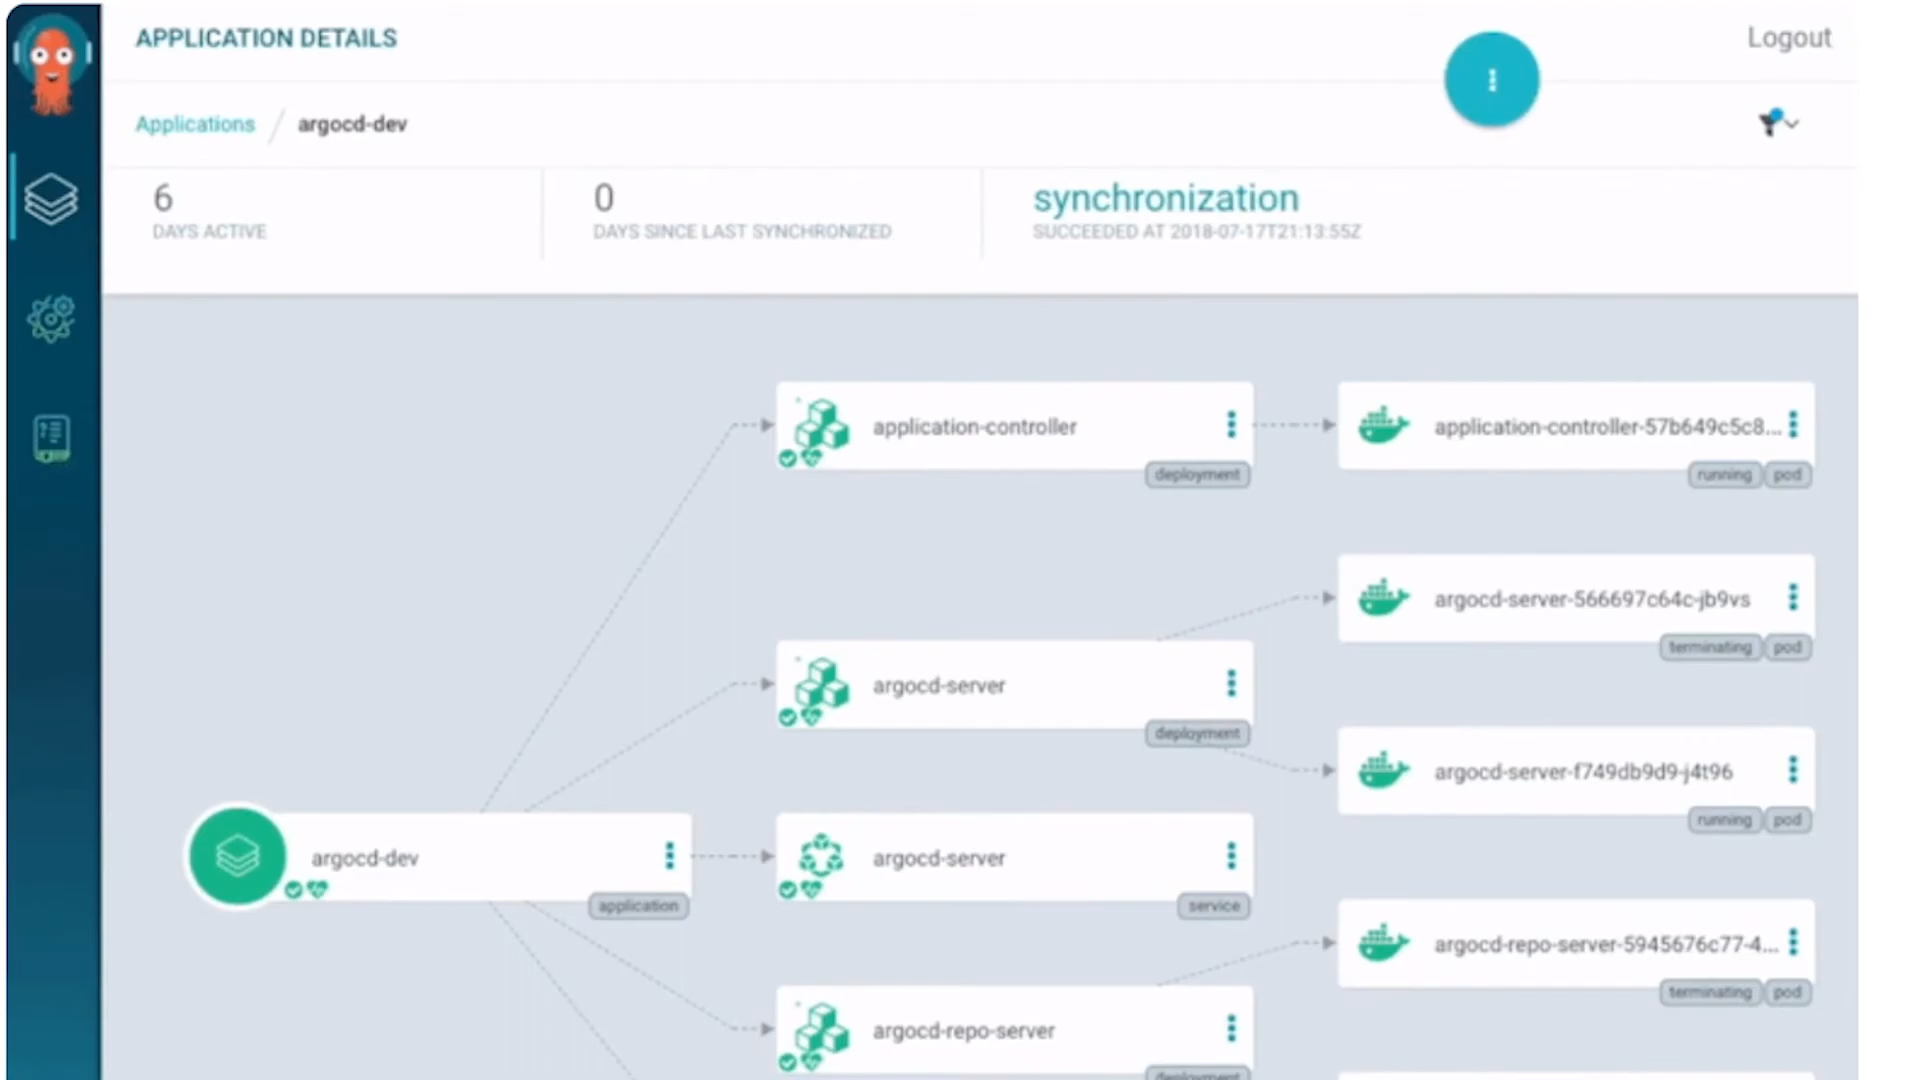 APPLICATION DETAILS
Logout
Applications / argocd-dev
6
DAYS ACTIVE
0
DAYS SINCE LAST SYNCHRONIZED
synchronization
SUCCEEDED AT 2018-07-17T21:13:55Z
application-controller
deployment
application-controller-57b649c5c8...
running
pod
argocd-server-566697c64c-jb9vs
terminating
pod
argocd-server
deployment
argocd-server-f749db9d9-j4t96
running
pod
argocd-dev
application
argocd-server
service
argocd-repo-server-5945676c77-4...
terminating
pod
argocd-repo-server
deployment